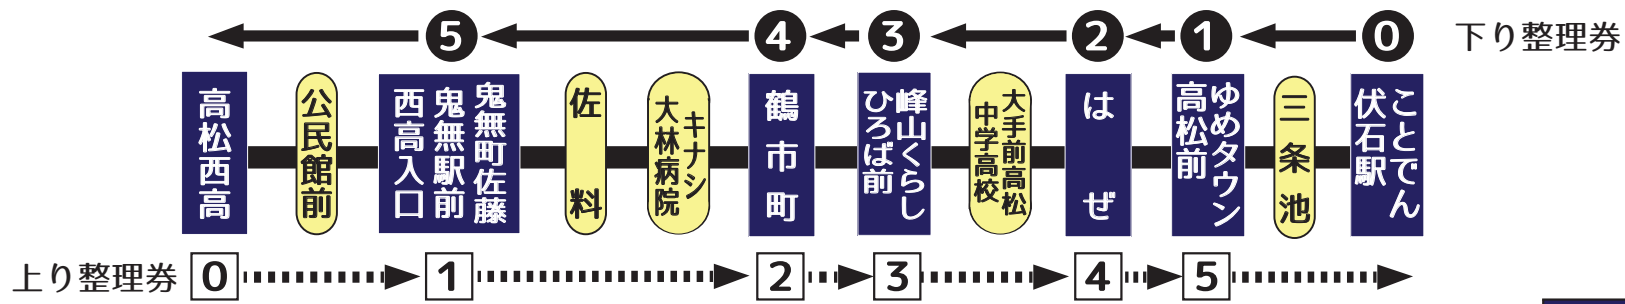 5 4 3 2 1 0 下り整理券
高松西高
公民館前
鬼無町佐藤
鬼無駅前
西高入口
佐料
キナシ
大林病院
鶴市町
峰山くらし
ひろば前
大手前高松
中学高校
はぜ
ゆめタウン
高松前
三条池
ことでん
伏石駅
上り整理券 0 1 2 3 4 5